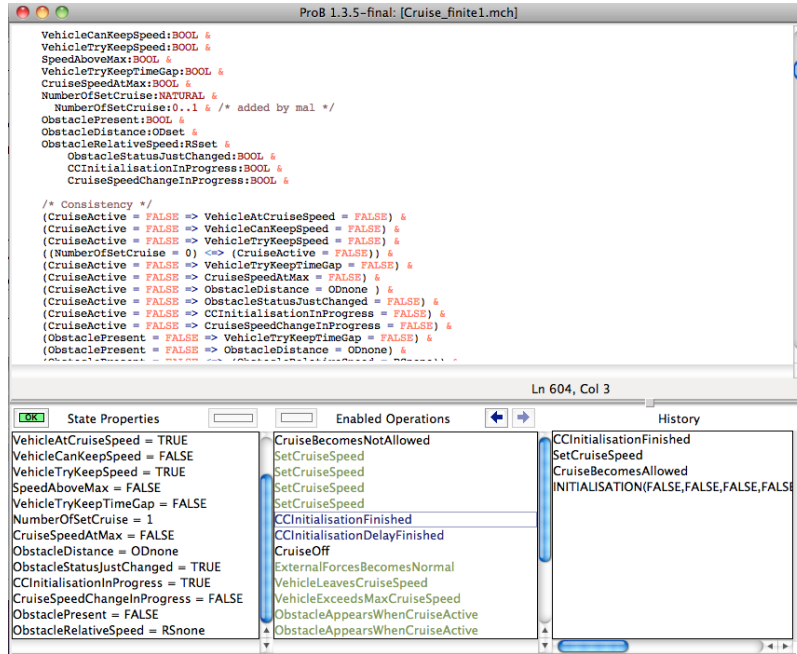 ProB 1.3.5-final: [Cruise_finite1.mch]
VehicleCanKeepSpeed:BOOL &
VehicleTryKeepSpeed:BOOL &
SpeedAboveMax:BOOL &
VehicleTryKeepTimeGap:BOOL &
CruiseSpeedAtMax:BOOL &
NumberOfSetCruise:NATURAL &
NumberOfSetCruise:0..1 & /* added by mal */
ObstaclePresent:BOOL &
ObstacleDistance:ODset &
ObstacleRelativeSpeed:RSset &
ObstacleStatusJustChanged:BOOL &
CCInitialisationInProgress:BOOL &
CruiseSpeedChangeInProgress:BOOL &
/* Consistency */
(CruiseActive = FALSE => VehicleAtCruiseSpeed = FALSE) &
(CruiseActive = FALSE => VehicleCanKeepSpeed = FALSE) &
(CruiseActive = FALSE => VehicleTryKeepSpeed = FALSE) &
((NumberOfSetCruise = 0) <=> (CruiseActive = FALSE)) &
(CruiseActive = FALSE => VehicleTryKeepTimeGap = FALSE) &
(CruiseActive = FALSE => CruiseSpeedAtMax = FALSE) &
(CruiseActive = FALSE => ObstacleDistance = ODnone ) &
(CruiseActive = FALSE => ObstacleStatusJustChanged = FALSE) &
(CruiseActive = FALSE => CCInitialisationInProgress = FALSE) &
(CruiseActive = FALSE => CruiseSpeedChangeInProgress = FALSE) &
(ObstaclePresent = FALSE => VehicleTryKeepTimeGap = FALSE) &
(ObstaclePresent = FALSE => ObstacleDistance = ODnone) &
(ObstaclePresent = FALSE <=> (ObstacleRelativeSpeed = RSnone)) &
Ln 604, Col 3
OK State Properties
VehicleAtCruiseSpeed = TRUE
VehicleCanKeepSpeed = FALSE
VehicleTryKeepSpeed = TRUE
SpeedAboveMax = FALSE
VehicleTryKeepTimeGap = FALSE
NumberOfSetCruise = 1
CruiseSpeedAtMax = FALSE
ObstacleDistance = ODnone
ObstacleStatusJustChanged = TRUE
CCInitialisationInProgress = TRUE
CruiseSpeedChangeInProgress = FALSE
ObstaclePresent = FALSE
ObstacleRelativeSpeed = RSnone
Enabled Operations
CruiseBecomesNotAllowed
SetCruiseSpeed
SetCruiseSpeed
SetCruiseSpeed
SetCruiseSpeed
CCInitialisationFinished
CCInitialisationDelayFinished
CruiseOff
ExternalForcesBecomesNormal
VehicleLeavesCruiseSpeed
VehicleExceedsMaxCruiseSpeed
ObstacleAppearsWhenCruiseActive
ObstacleAppearsWhenCruiseActive
History
CCInitialisationFinished
SetCruiseSpeed
CruiseBecomesAllowed
INITIALISATION(FALSE,FALSE,FALSE,FALSE